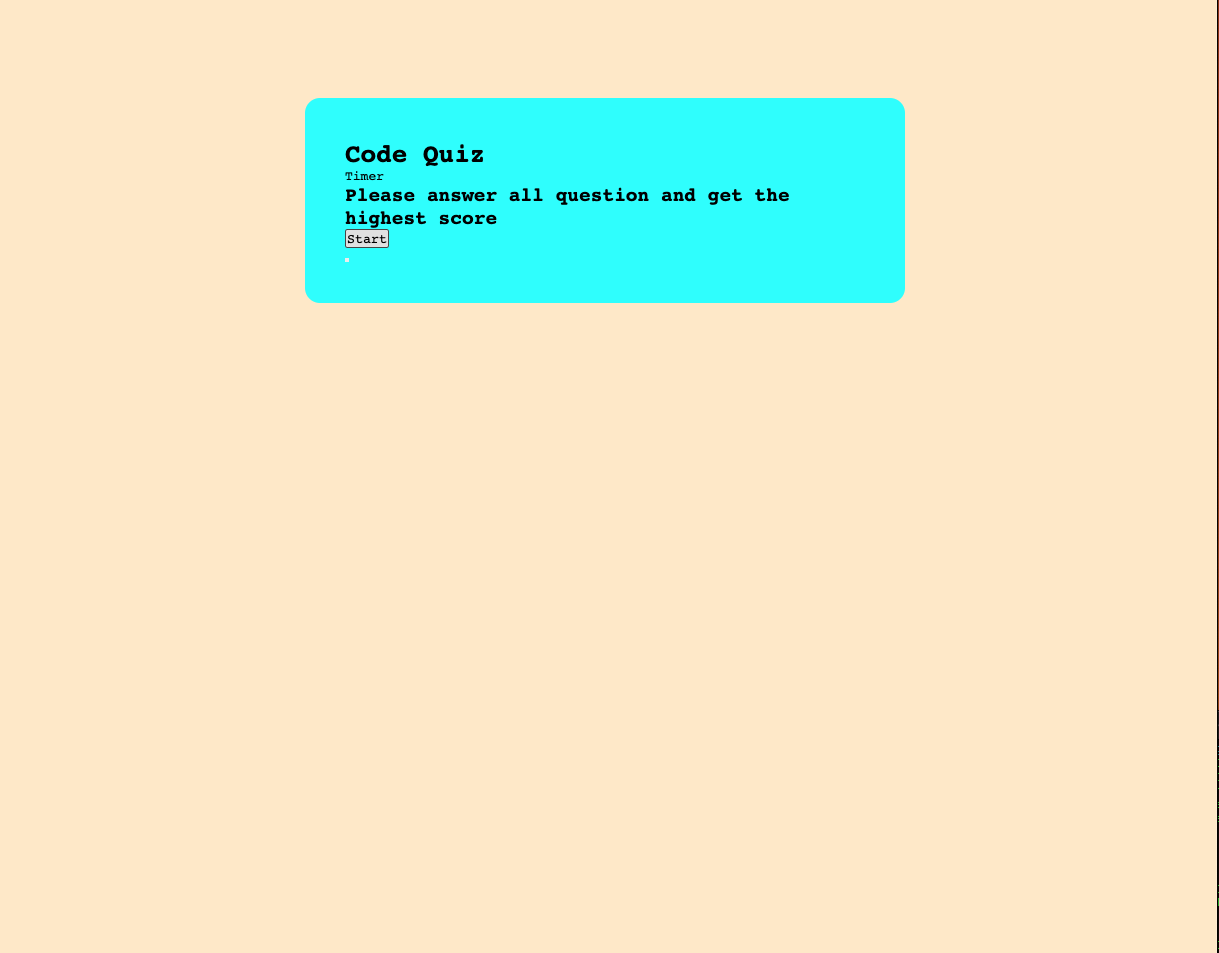 Code Quiz
Timer
Please answer all question and get the
highest score
Start